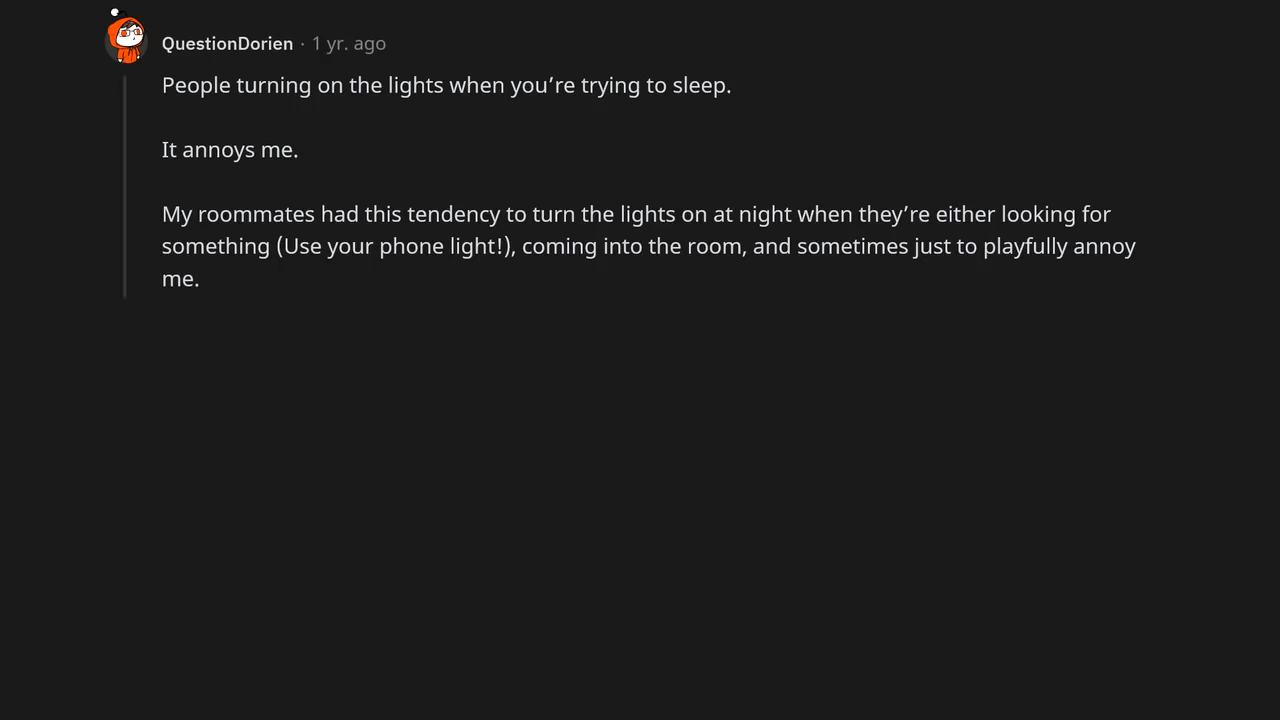 QuestionDorien · 1 yr. ago
People turning on the lights when you’re trying to sleep.
It annoys me.
My roommates had this tendency to turn the lights on at night when they’re either looking for
something (Use your phone light!), coming into the room, and sometimes just to playfully annoy
me.